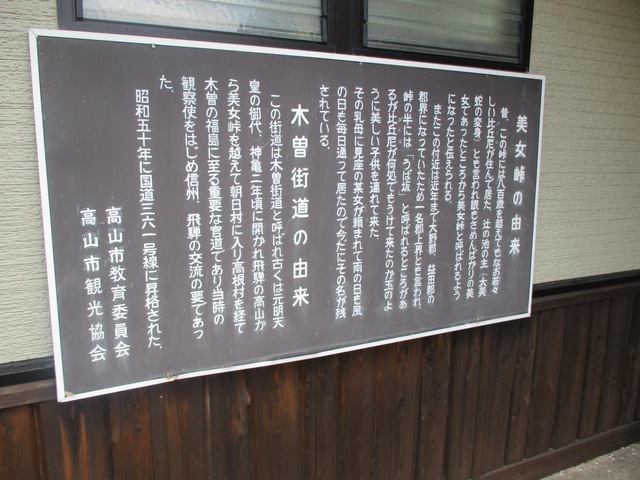 美女峠の由来
昔、この峠には八百歳を越えてもなお若々
しい比丘尼が住んで居た。辻の池の主（大美
蛇の変身）とも言われ眼もさめんばかりの美
女であったところから美女峠と呼ばれるよう
になったと伝えられる。
またこの付近は近年まで大野郡、益田郡の
郡界になっていたため一名郡上界とも言われ、
峠の半には「うば坂」と呼ばれるところがあ
るが比丘尼が何処でもうけて来たのか玉のよ
うに美しい子供を連れて来た。
その乳母に見座の某女が頼まれて雨の日も風
の日も毎日通って居たので今だにその名が残
されている。
木曽街道の由来
この街道は木曽街道と呼ばれ古くは元明天
皇の御代、神亀二年頃に開かれ飛驒の高山か
ら美女峠を越えて朝日村に入り高根村を経て
木曽の福島に至る重要な官道であり当時の
観察使をはじめ信州、飛驒の交流の要であっ
た。
昭和五十年に国道三六一号線に昇格された。
高山市教育委員会
高山市観光協会